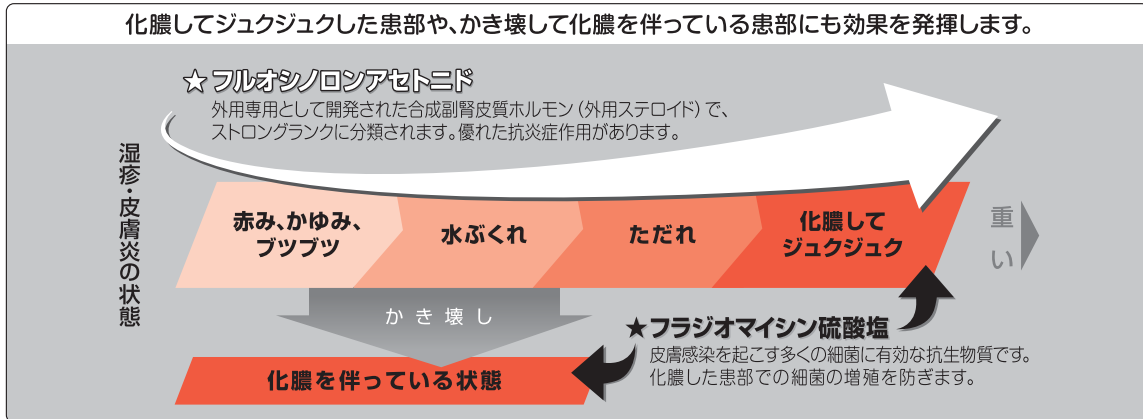 化膿してジュクジュクした患部や、かき壊して化膿を伴っている患部にも効果を発揮します。
★フルオシノロンアセトニド
外用専用として開発された合成副腎皮質ホルモン（外用ステロイド）で、
ストロングランクに分類されます。優れた抗炎症作用があります。
湿疹・皮膚炎の状態
赤み、かゆみ、
ブツブツ
水ぶくれ
ただれ
化膿して
ジュクジュク
重い
かき壊し
★フラジオマイシン硫酸塩
皮膚感染を起こす多くの細菌に有効な抗生物質です。
化膿した患部での細菌の増殖を防ぎます。
化膿を伴っている状態